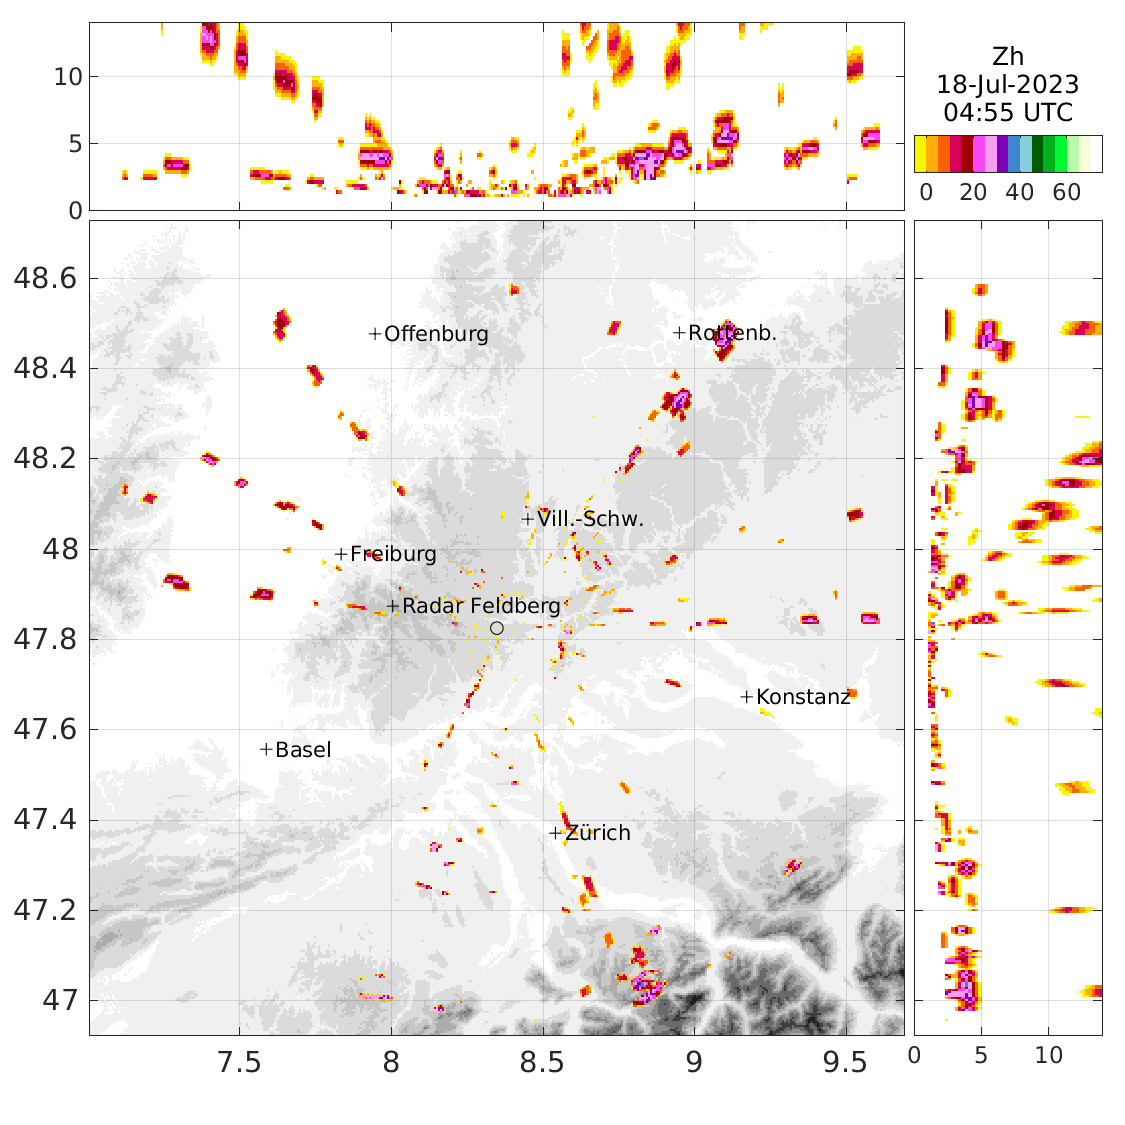 Zh
18-Jul-2023
04:55 UTC
0 20 40 60
10
5
0
48.6
48.4
48.2
48
47.8
47.6
47.4
47.2
47
+Offenburg
+Rottenb.
+Vill.-Schw.
+Freiburg
+Radar Feldberg
+Konstanz
+Basel
+Zürich
7.5 8 8.5 9 9.5
0 5 10